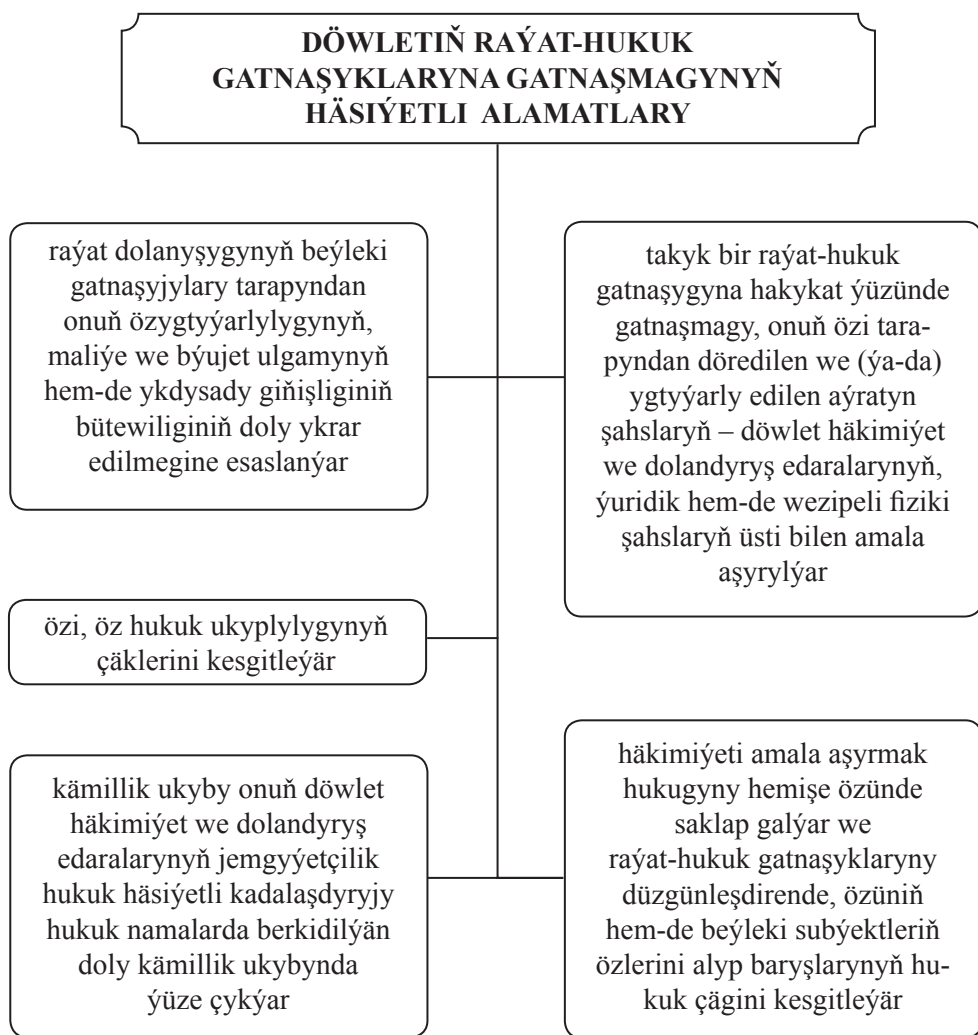 DÖWLETIŇ RAÝAT-HUKUK
GATNAŞYKLARYNA GATNAŞMAGYNYŇ
HÄSIÝETLI ALAMATLARY
raýat dolanyşygynyň beýleki
gatnaşyjylary tarapyndan
onuň özygtyýarlylygynyň,
maliýe we býujet ulgamynyň
hem-de ykdysady giňişliginiň
bütewiliginiň doly ykrar
edilmegine esaslanýar
takyk bir raýat-hukuk
gatnaşygyna hakykat ýüzünde
gatnaşmagy, onuň özi tara-
pyndan döredilen we (ýa-da)
ygtyýarly edilen aýratyn
şahslaryň – döwlet häkimiýet
we dolandyryş edaralarynyň,
ýuridik hem-de wezipeli fiziki
şahslaryň üsti bilen amala
aşyrylýar
özi, öz hukuk ukyplylygynyň
çäklerini kesgitleýär
kämillik ukyby onuň döwlet
häkimiýet we dolandyryş
edaralarynyň jemgyýetçilik
hukuk häsiýetli kadalaşdyryjy
hukuk namalarda berkidilýän
doly kämillik ukybynda
ýüze çykýar
häkimiýeti amala aşyrmak
hukugyny hemişe özünde
saklap galýar we
raýat-hukuk gatnaşyklaryny
düzgünleşdirende, özüniň
hem-de beýleki subýektleriň
özlerini alyp baryşlarynyň hu-
kuk çägini kesgitleýär